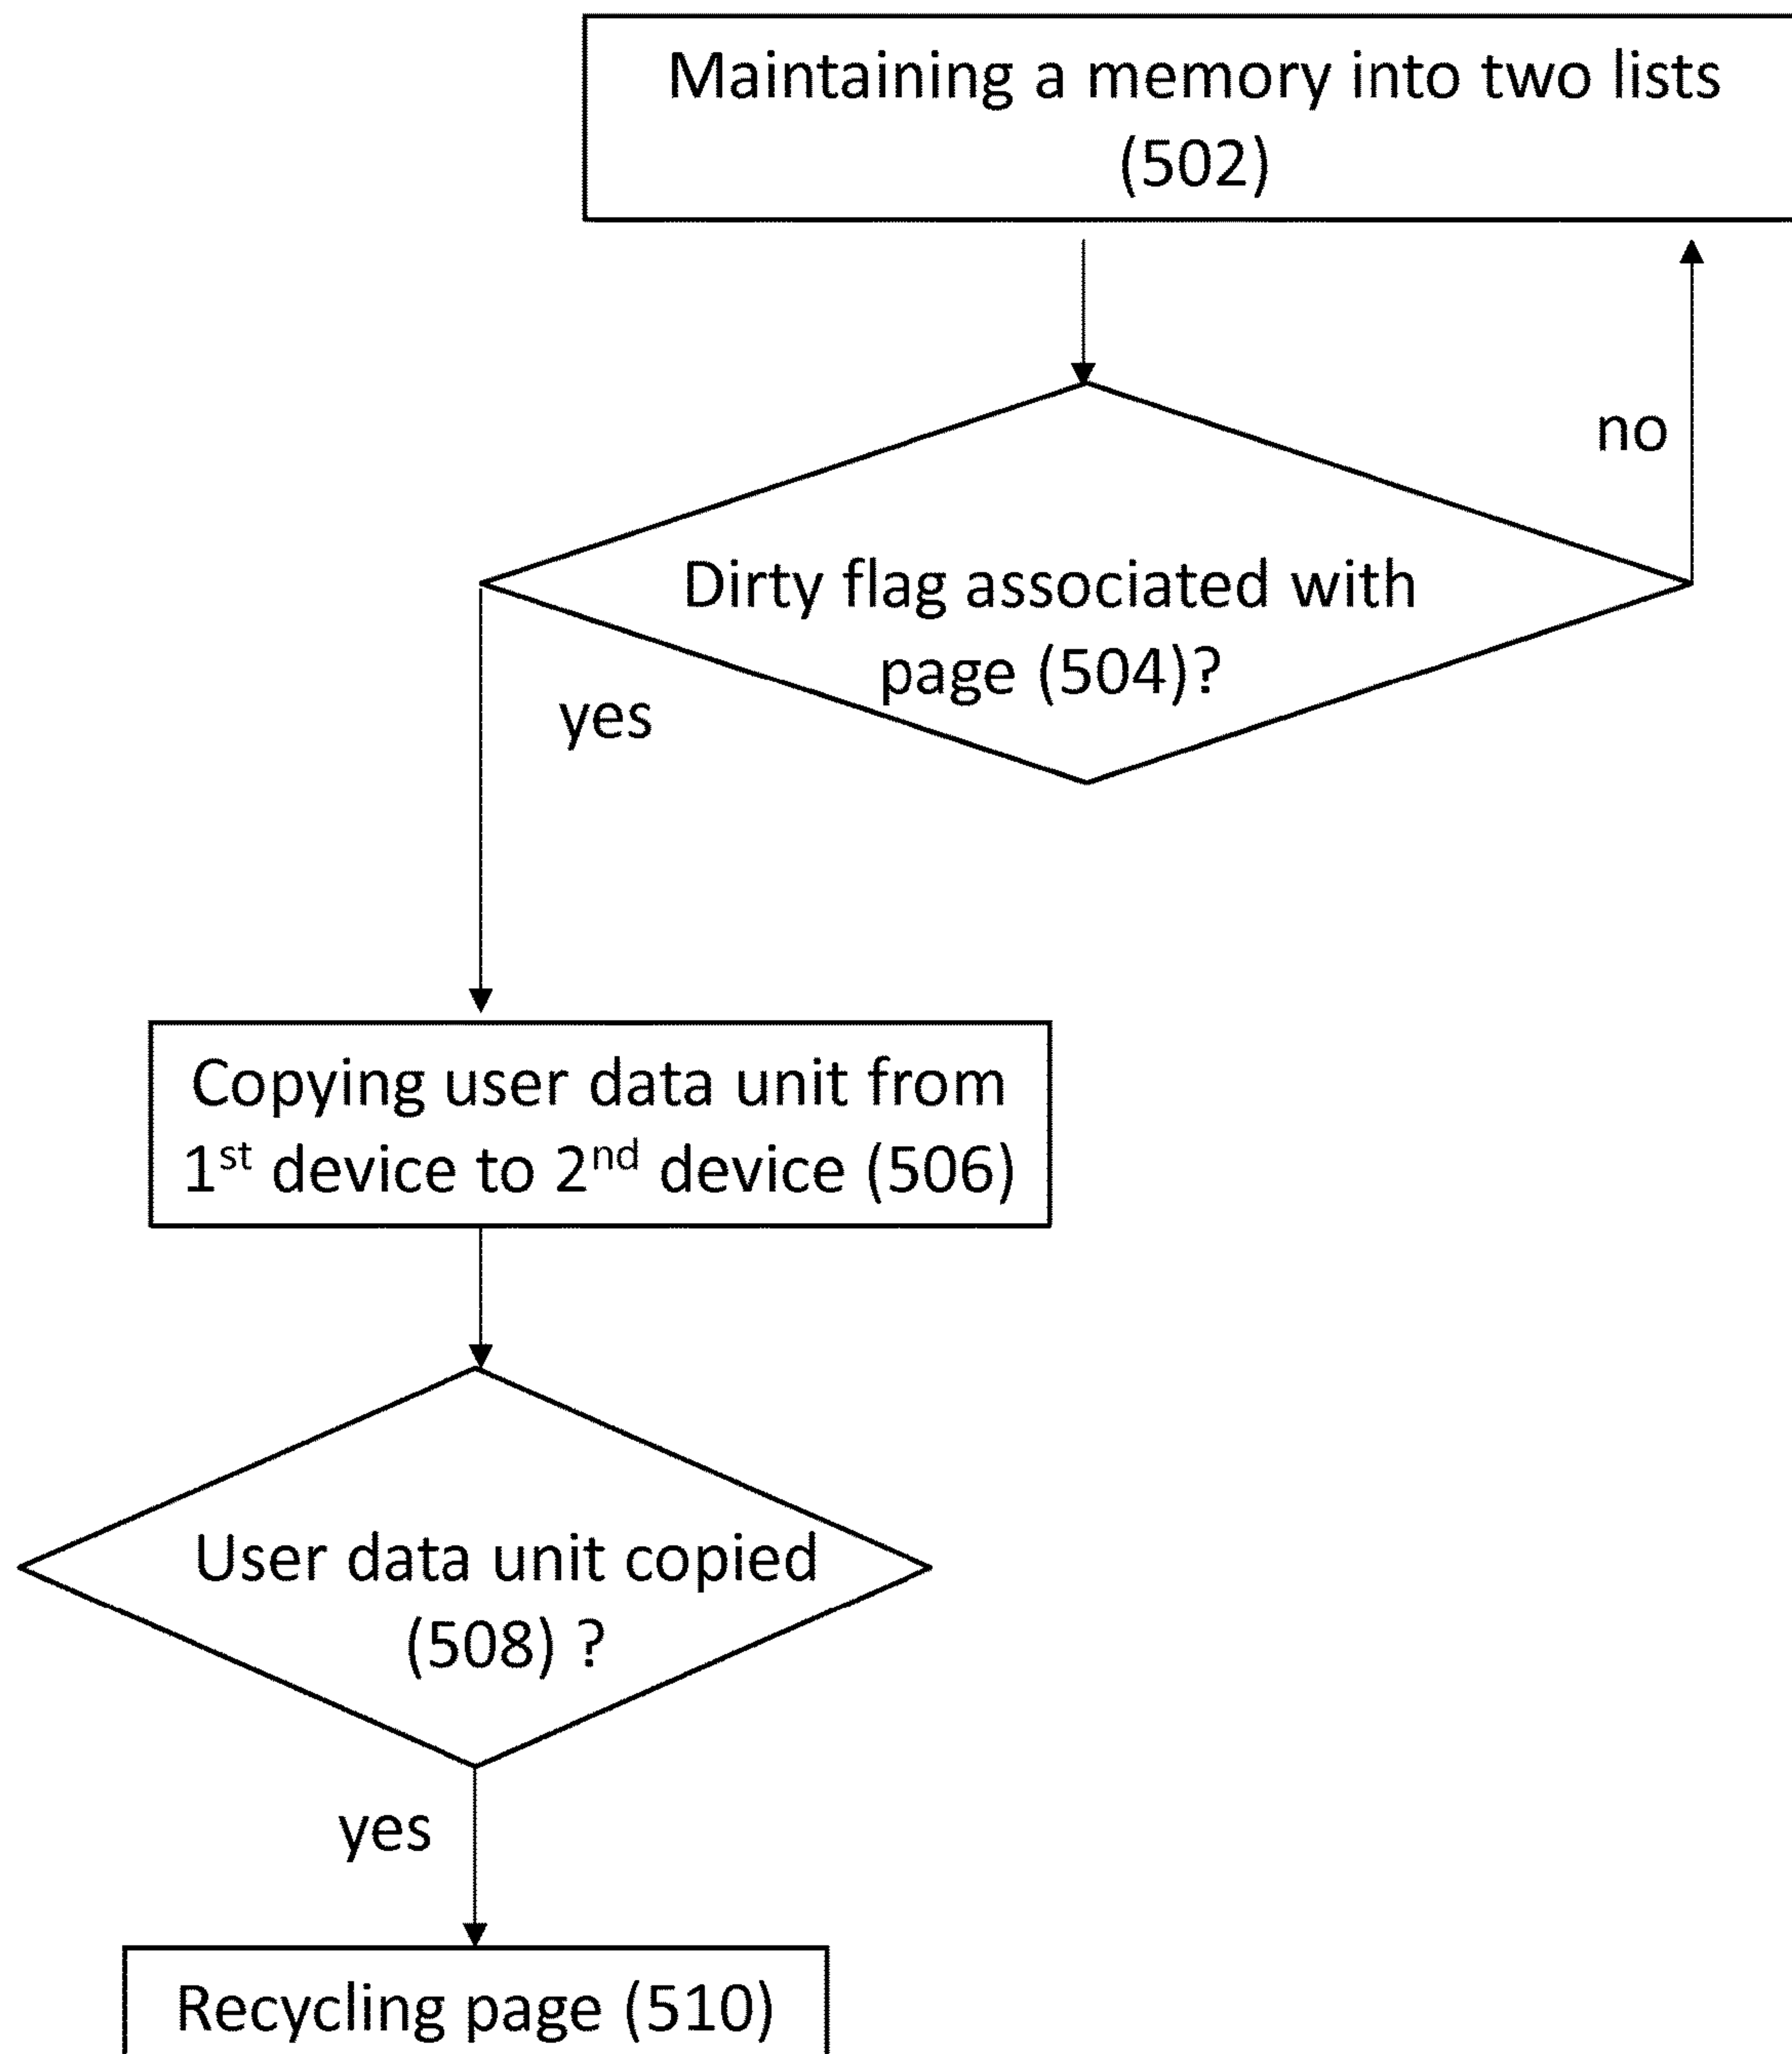 Maintaining a memory into two lists
(502)
no
Dirty flag associated with
page (504)?
yes
Copying user data unit from
1st device to 2nd device (506)
User data unit copied
(508) ?
yes
Recycling page (510)